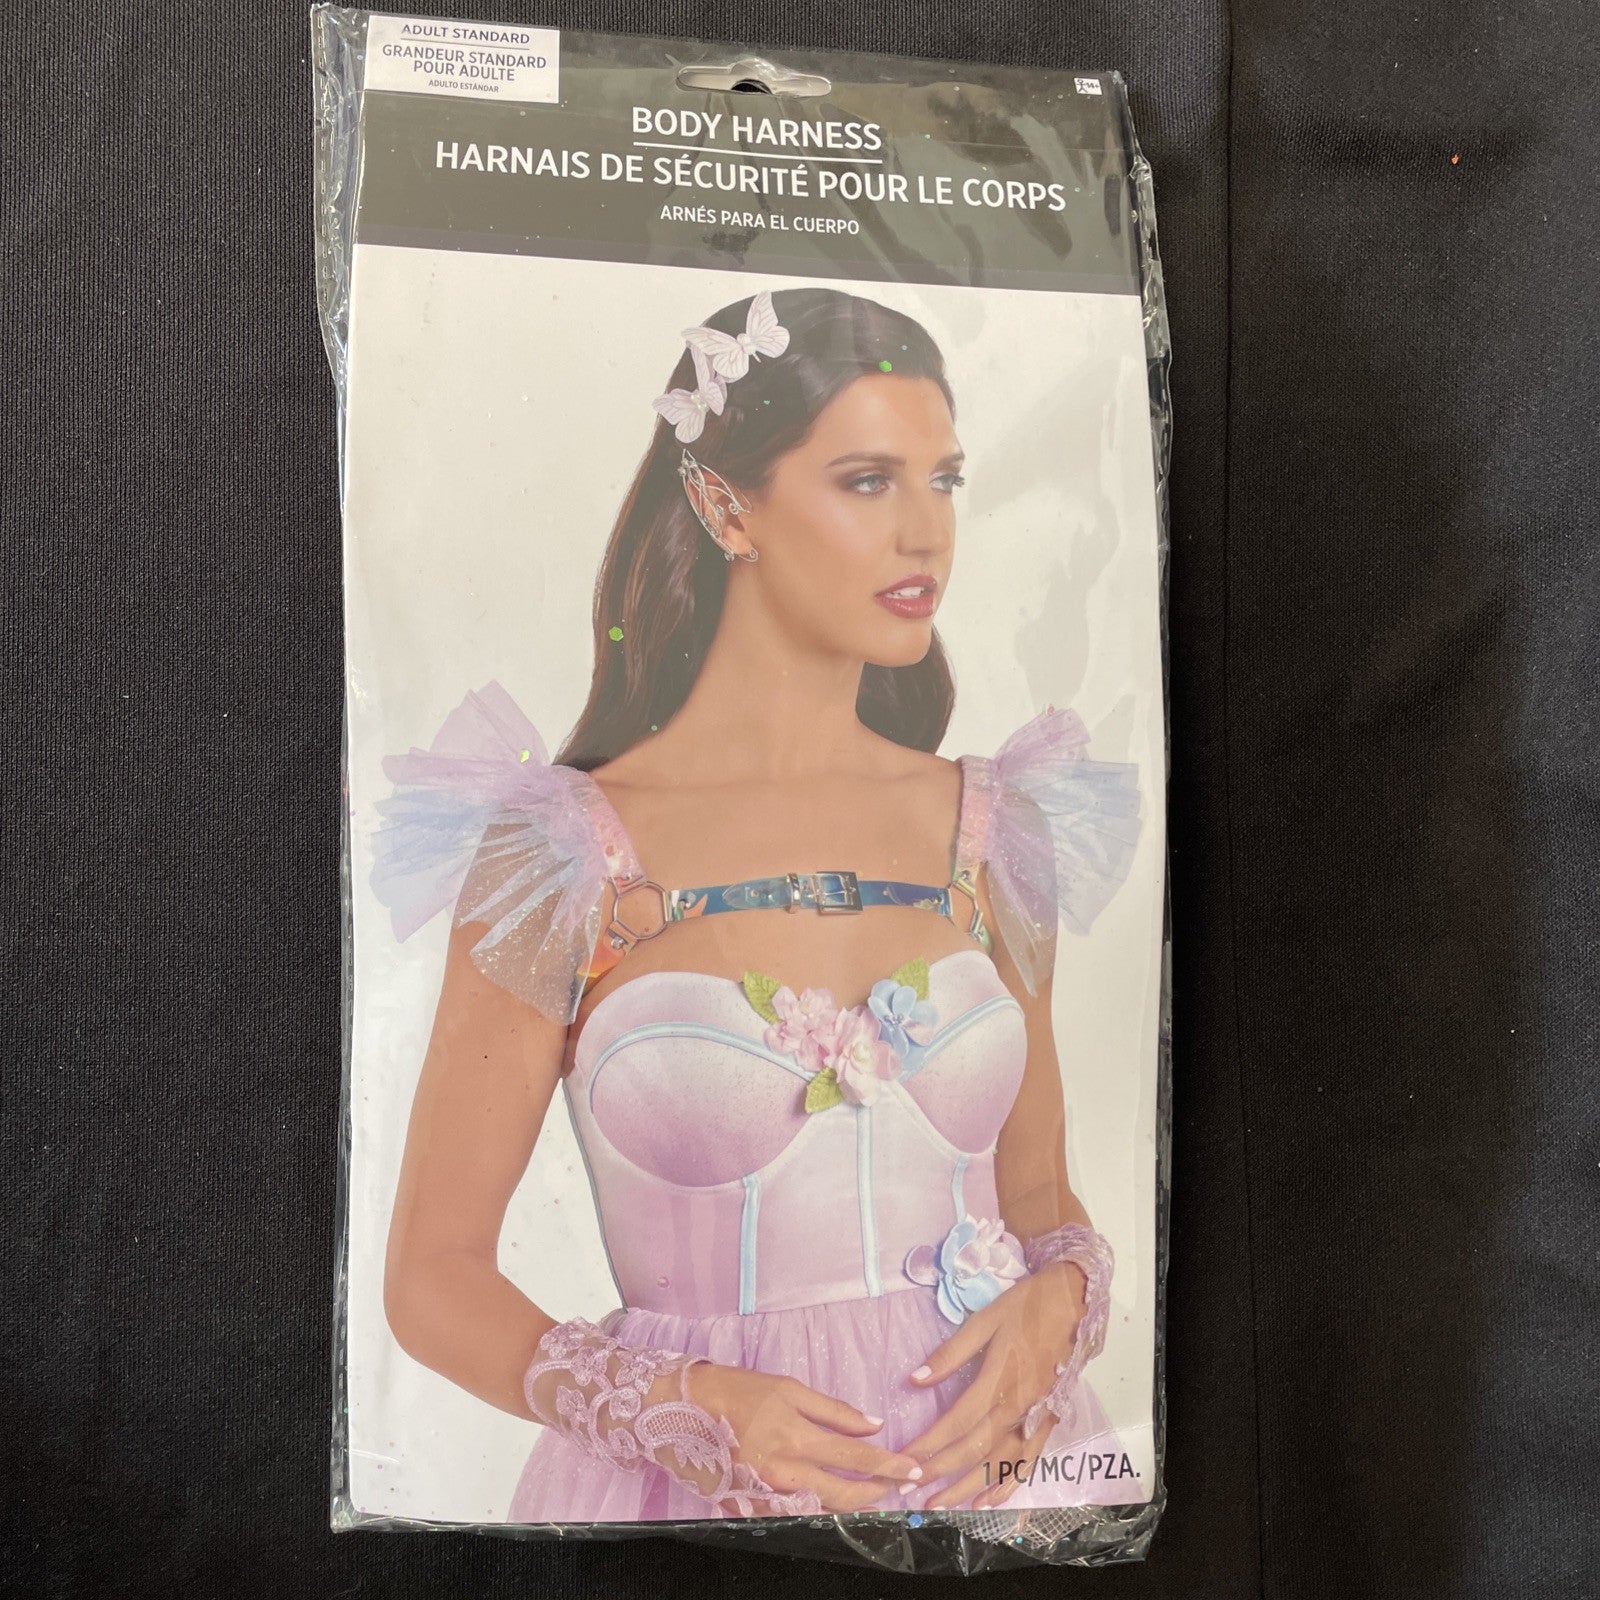 ADULT STANDARD
GRANDEUR STANDARD
POUR ADULTE
ADULTO ESTÁNDAR
14+
BODY HARNESS
HARNAIS DE SÉCURITÉ POUR LE CORPS
ARNÉS PARA EL CUERPO
1 PC/MC/PZA.